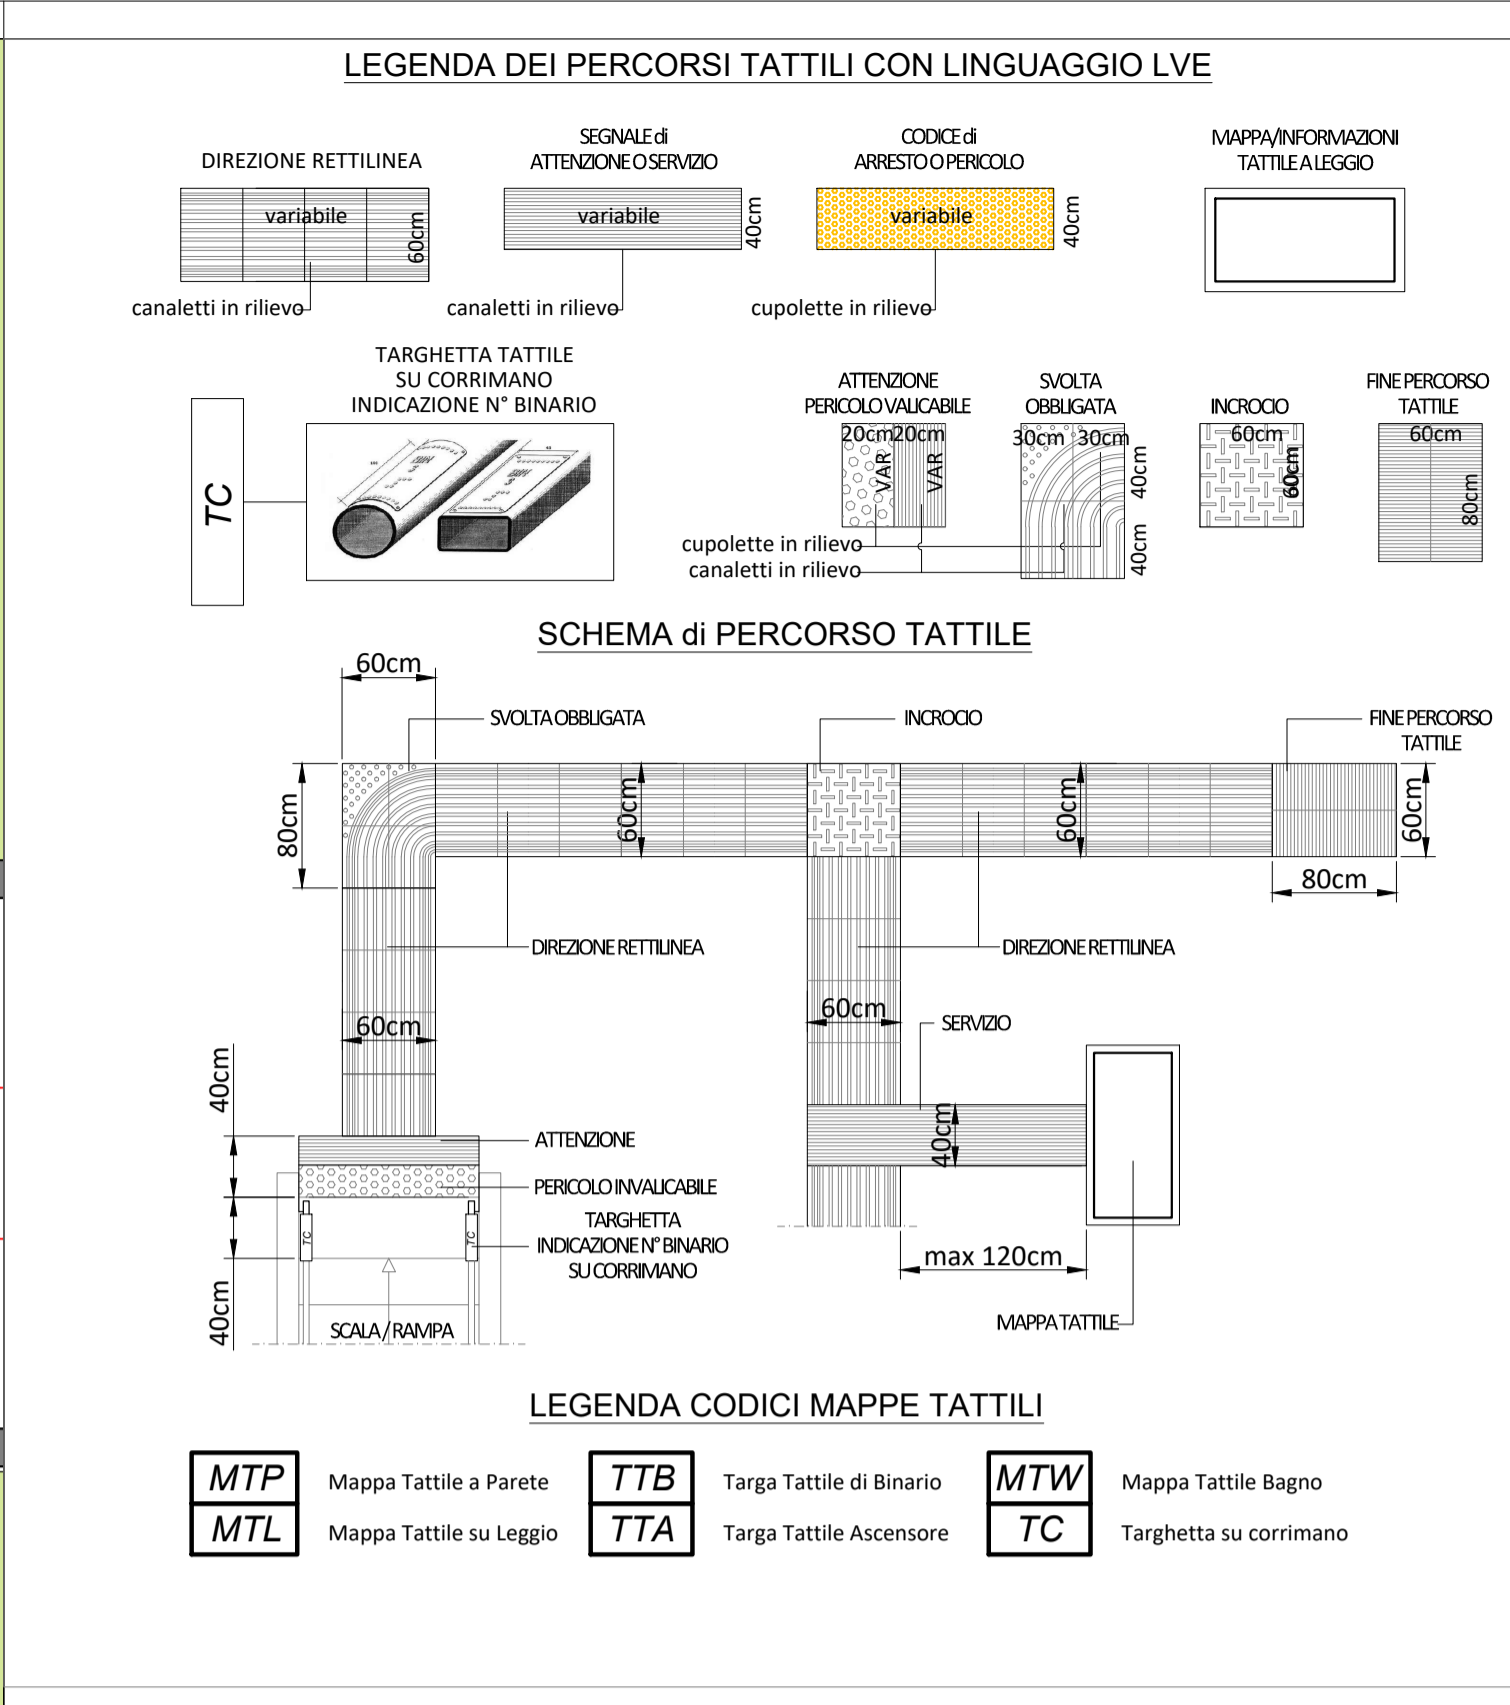 LEGENDA DEI PERCORSI TATTILI CON LINGUAGGIO LVE
DIREZIONE RETTILINEA
variabile
60cm
canaletti in rilievo
SEGNALE di
ATTENZIONE O SERVIZIO
variabile
40cm
canaletti in rilievo
CODICE di
ARRESTO O PERICOLO
variabile
40cm
cupolette in rilievo
MAPPA/INFORMAZIONI
TATTILE A LEGGIO
TC
TARGHETTA TATTILE
SU CORRIMANO
INDICAZIONE N° BINARIO
ATTENZIONE
PERICOLO VALICABILE
20cm 20cm
VAR VAR
SVOLTA
OBBLIGATA
30cm 30cm
40cm
40cm
cupolette in rilievo
canaletti in rilievo
INCROCIO
60cm
60cm
FINE PERCORSO
TATTILE
60cm
80cm
SCHEMA di PERCORSO TATTILE
60cm
SVOLTA OBBLIGATA
INCROCIO
FINE PERCORSO
TATTILE
80cm
60cm
60cm
60cm
80cm
DIREZIONE RETTILINEA
DIREZIONE RETTILINEA
60cm
60cm
SERVIZIO
40cm
40cm
ATTENZIONE
PERICOLO INVALICABILE
TARGHETTA
INDICAZIONE N° BINARIO
SU CORRIMANO
TC
TC
max 120cm
40cm
SCALA / RAMPA
MAPPA TATTILE
LEGENDA CODICI MAPPE TATTILI
MTP Mappa Tattile a Parete
MTL Mappa Tattile su Leggio
TTB Targa Tattile di Binario
TTA Targa Tattile Ascensore
MTW Mappa Tattile Bagno
TC Targhetta su corrimano